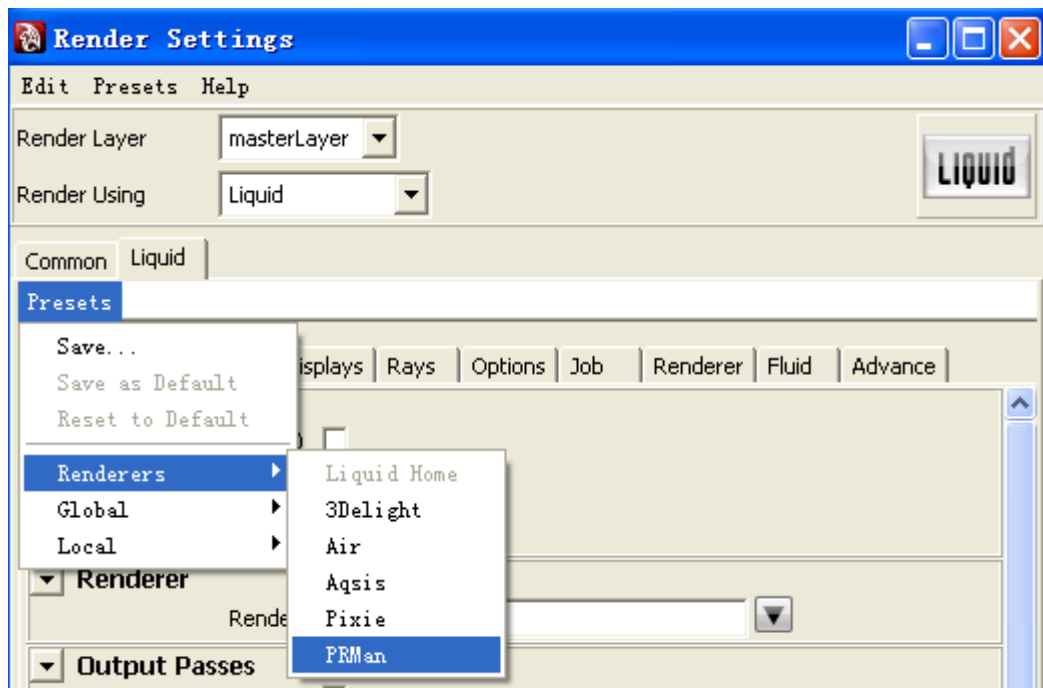 Render Settings
Edit Presets Help
Render Layer masterLayer
LIQUID
Render Using Liquid
Common Liquid
Presets
Save...
isplays Rays Options Job Renderer Fluid Advance
Save as Default
Reset to Default
Renderers Liquid Home
Global 3Delight
Local Air
Renderer Aqsis
Rende Pixie
PRMan
Output Passes